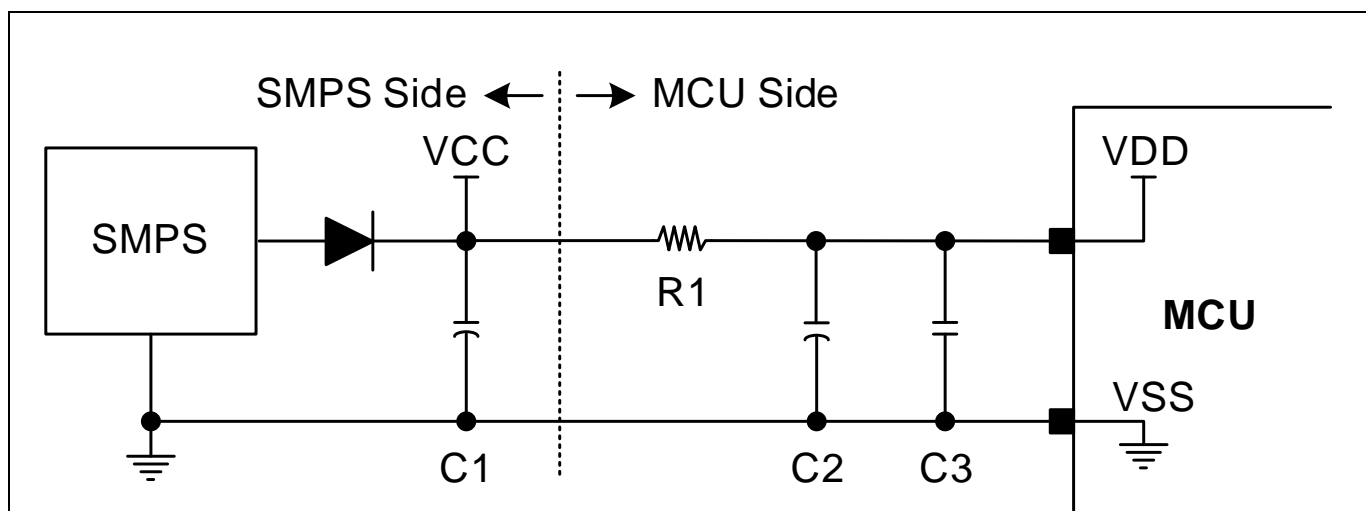 SMPS Side
MCU Side
VCC
VDD
SMPS
R1
MCU
VSS
C1
C2
C3